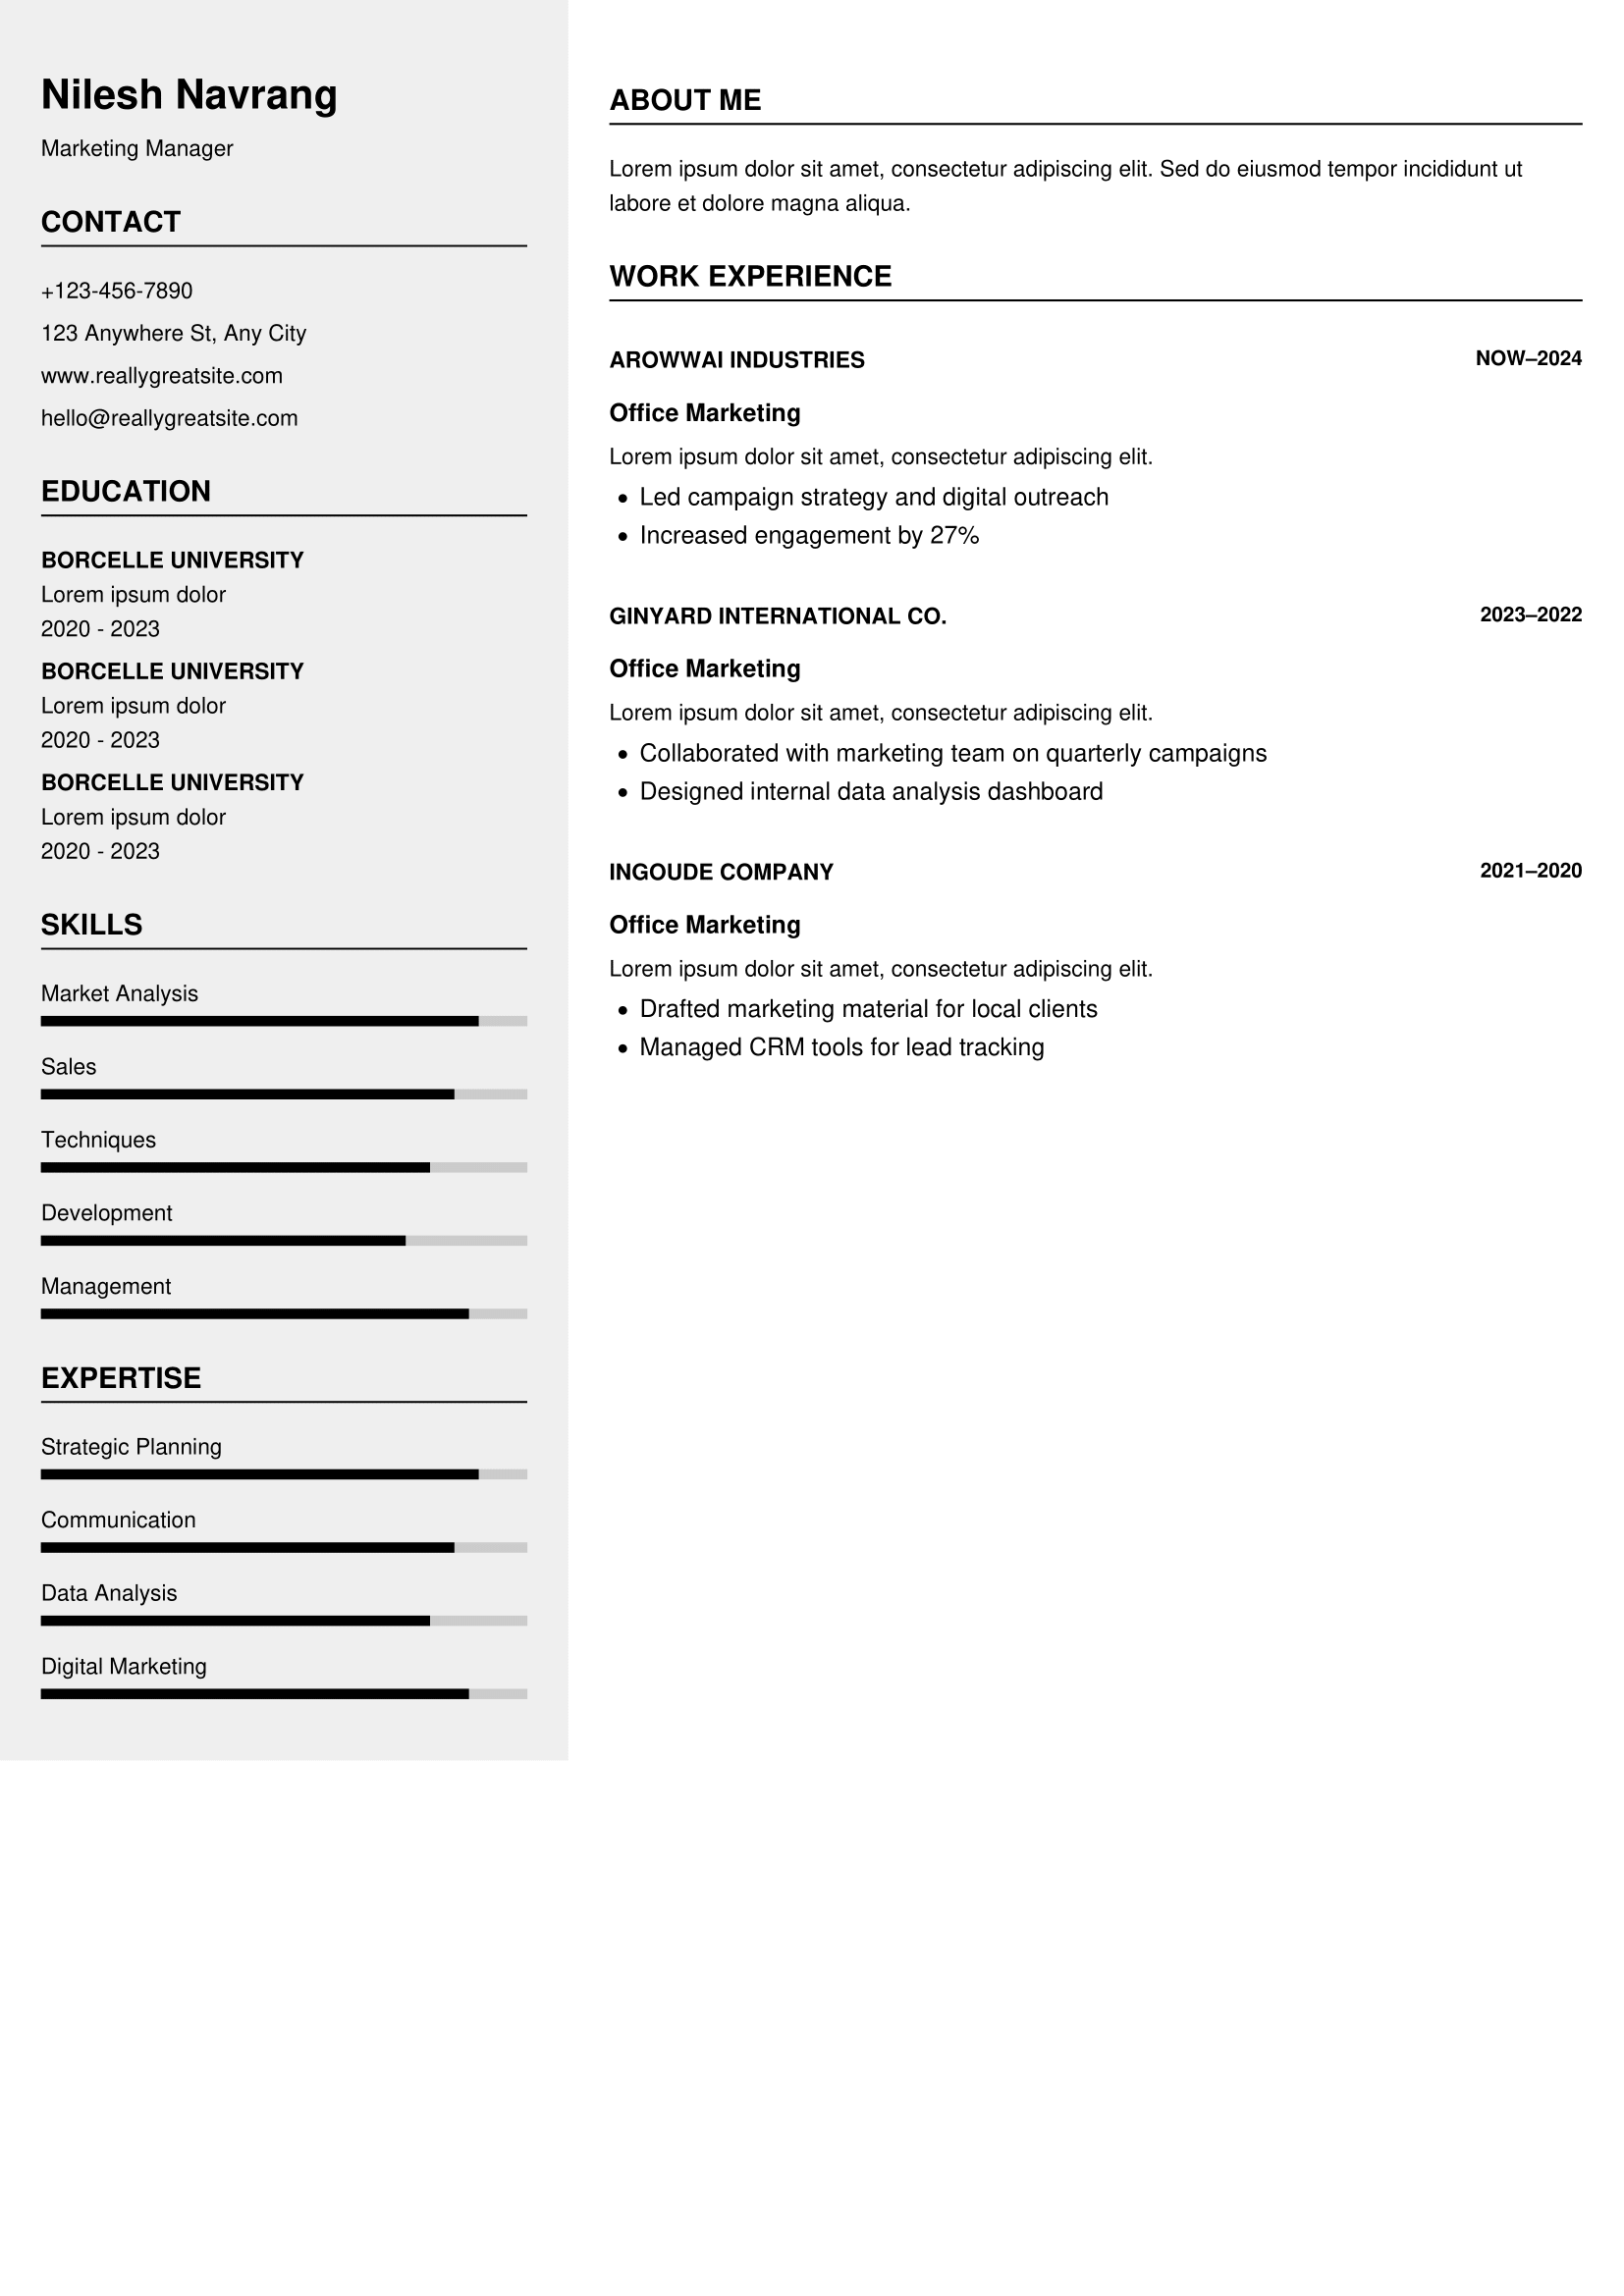 Nilesh Navrang
Marketing Manager
CONTACT
+123-456-7890
123 Anywhere St, Any City
www.reallygreatsite.com
hello@reallygreatsite.com
EDUCATION
BORCELLE UNIVERSITY
Lorem ipsum dolor
2020 - 2023
BORCELLE UNIVERSITY
Lorem ipsum dolor
2020 - 2023
BORCELLE UNIVERSITY
Lorem ipsum dolor
2020 - 2023
SKILLS
Market Analysis
Sales
Techniques
Development
Management
EXPERTISE
Strategic Planning
Communication
Data Analysis
Digital Marketing
ABOUT ME
Lorem ipsum dolor sit amet, consectetur adipiscing elit. Sed do eiusmod tempor incididunt ut
labore et dolore magna aliqua.
WORK EXPERIENCE
AROWWAI INDUSTRIES NOW–2024
Office Marketing
Lorem ipsum dolor sit amet, consectetur adipiscing elit.
• Led campaign strategy and digital outreach
• Increased engagement by 27%
GINYARD INTERNATIONAL CO. 2023–2022
Office Marketing
Lorem ipsum dolor sit amet, consectetur adipiscing elit.
• Collaborated with marketing team on quarterly campaigns
• Designed internal data analysis dashboard
INGOUDE COMPANY 2021–2020
Office Marketing
Lorem ipsum dolor sit amet, consectetur adipiscing elit.
• Drafted marketing material for local clients
• Managed CRM tools for lead tracking